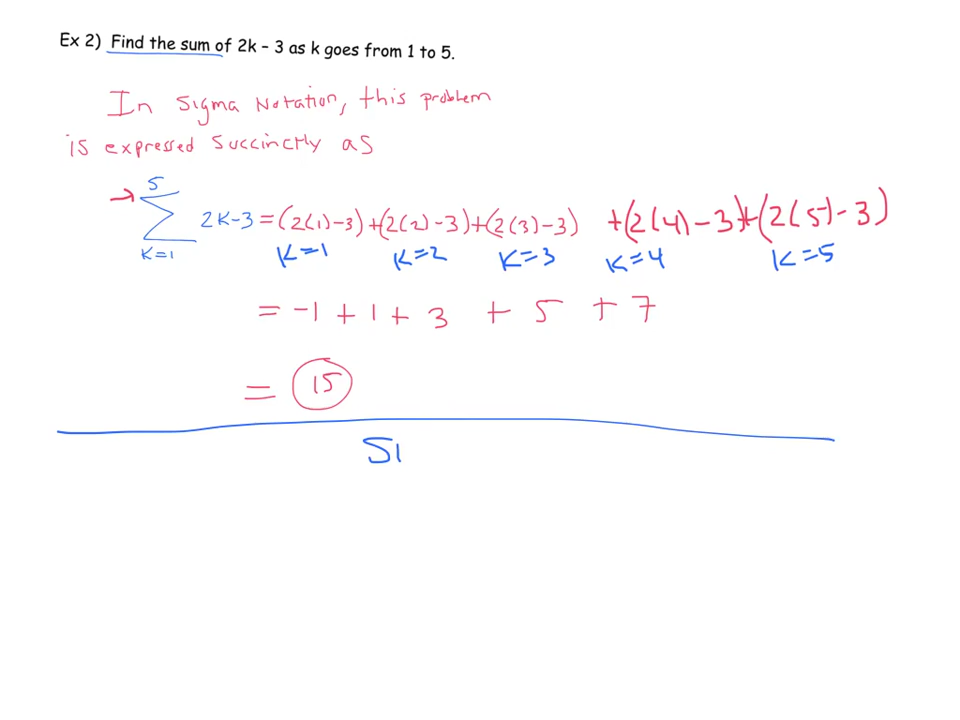 Ex 2) Find the sum of 2k – 3 as k goes from 1 to 5.
In Sigma Notation, this problem
is expressed succinctly as
→ 5
∑ 2K-3 = (2(1)-3)+(2(2)-3)+(2(3)-3) +(2(4)-3)+(2(5)-3)
K=1 K=1 K=2 K=3 K=4 K=5
= -1 + 1 + 3 + 5 + 7
= 15
SI